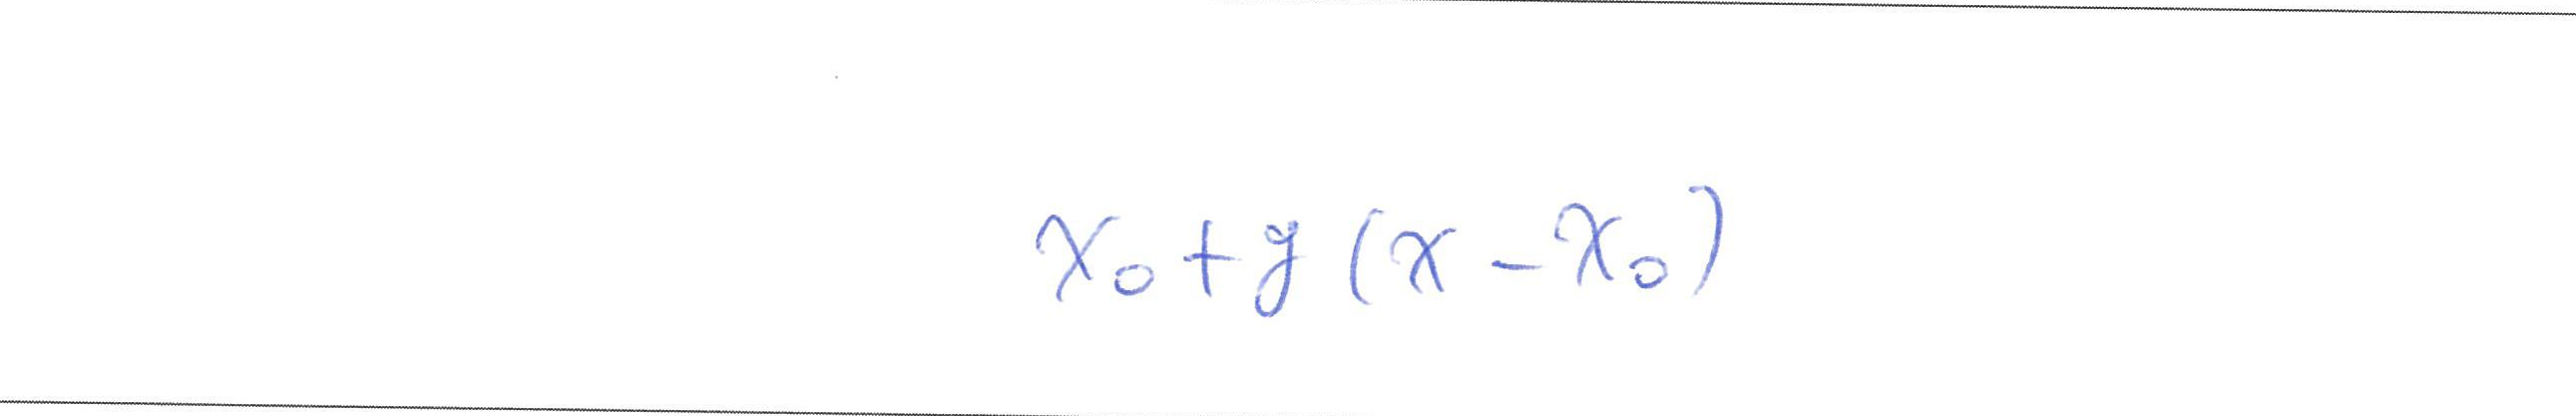 x₀ + y (x - x₀)